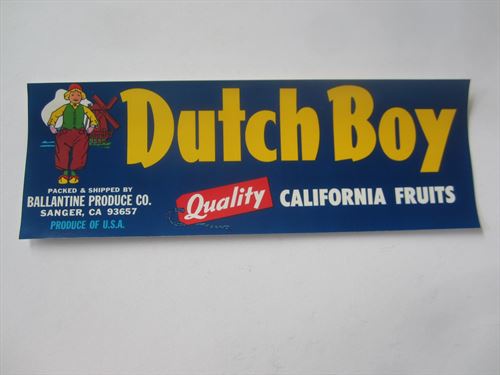 Dutch Boy
Quality CALIFORNIA FRUITS
PACKED & SHIPPED BY
BALLANTINE PRODUCE CO.
SANGER, CA 93657
PRODUCE OF U.S.A.